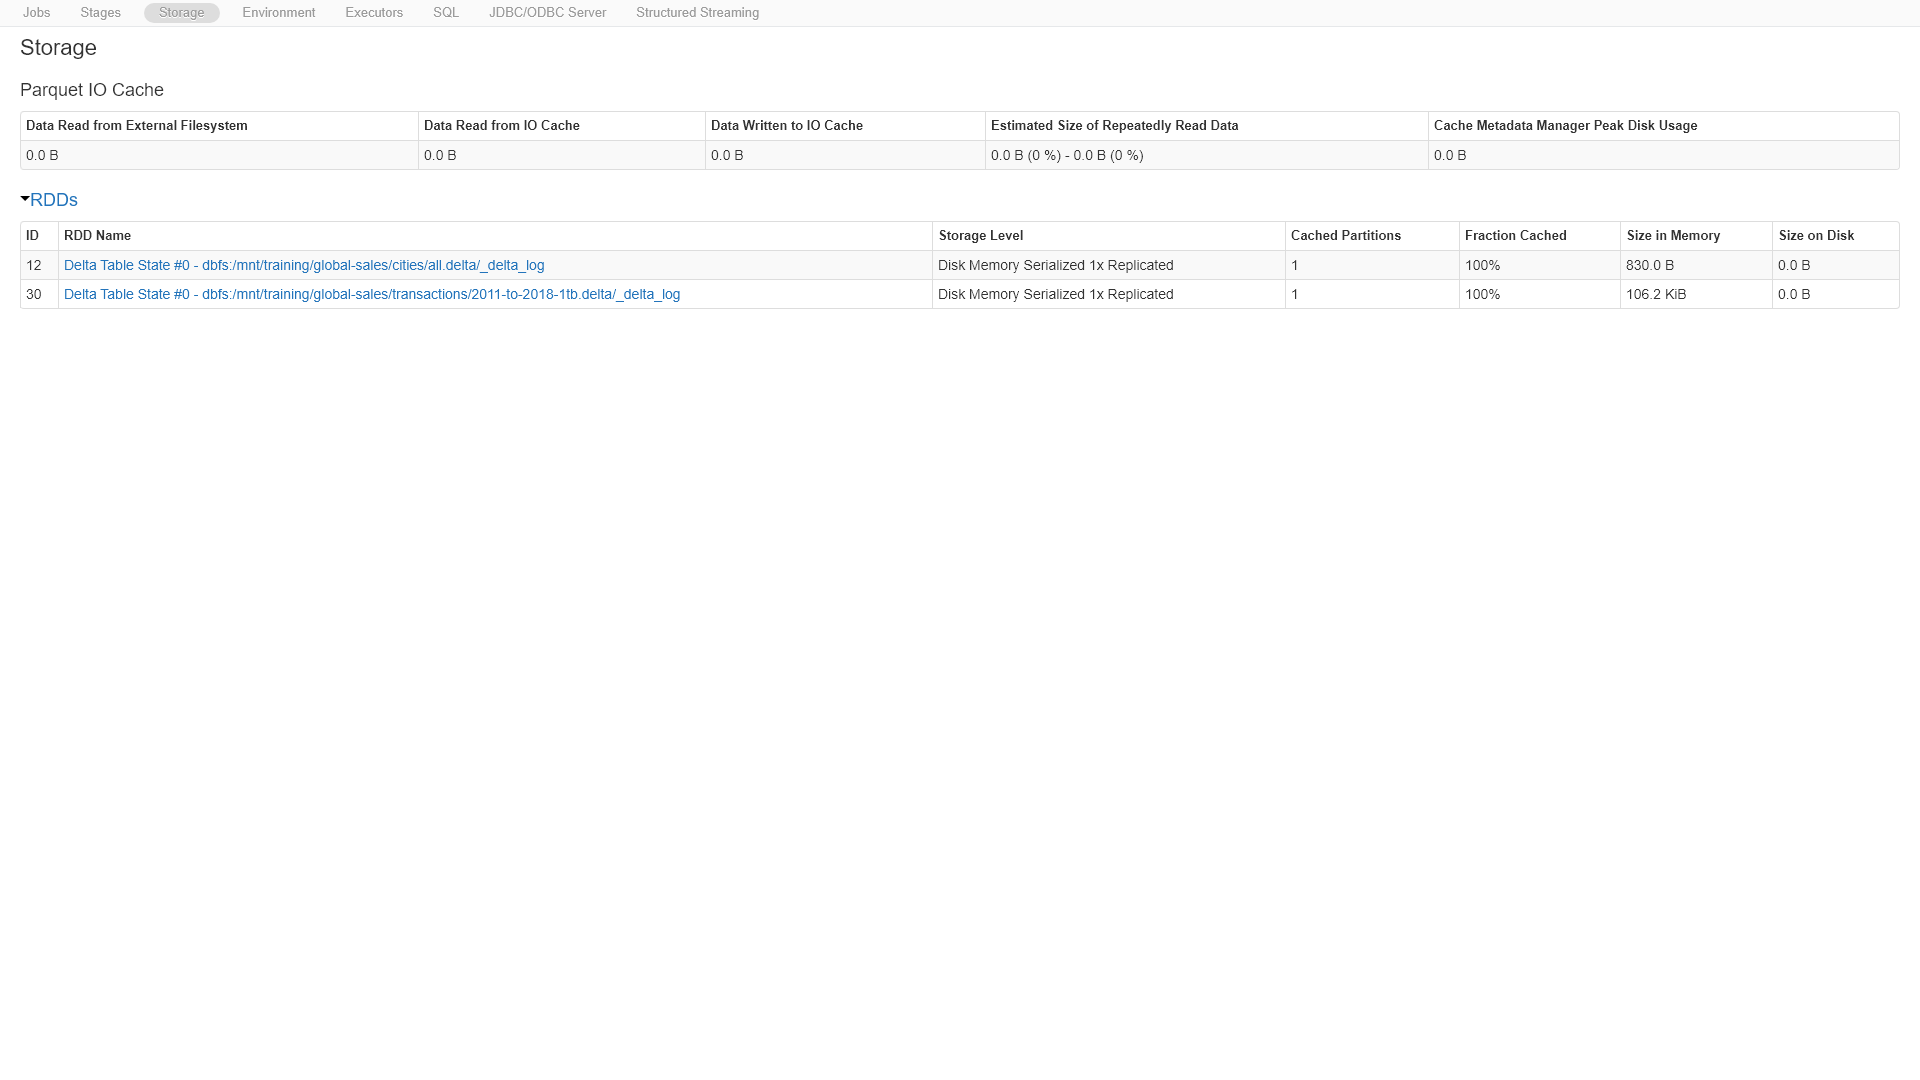 Jobs Stages Storage Environment Executors SQL JDBC/ODBC Server Structured Streaming
Storage
Parquet IO Cache
Data Read from External Filesystem Data Read from IO Cache Data Written to IO Cache Estimated Size of Repeatedly Read Data Cache Metadata Manager Peak Disk Usage
0.0 B 0.0 B 0.0 B 0.0 B (0 %) - 0.0 B (0 %) 0.0 B
RDDs
ID RDD Name Storage Level Cached Partitions Fraction Cached Size in Memory Size on Disk
12 Delta Table State #0 - dbfs:/mnt/training/global-sales/cities/all.delta/_delta_log Disk Memory Serialized 1x Replicated 1 100% 830.0 B 0.0 B
30 Delta Table State #0 - dbfs:/mnt/training/global-sales/transactions/2011-to-2018-1tb.delta/_delta_log Disk Memory Serialized 1x Replicated 1 100% 106.2 KiB 0.0 B